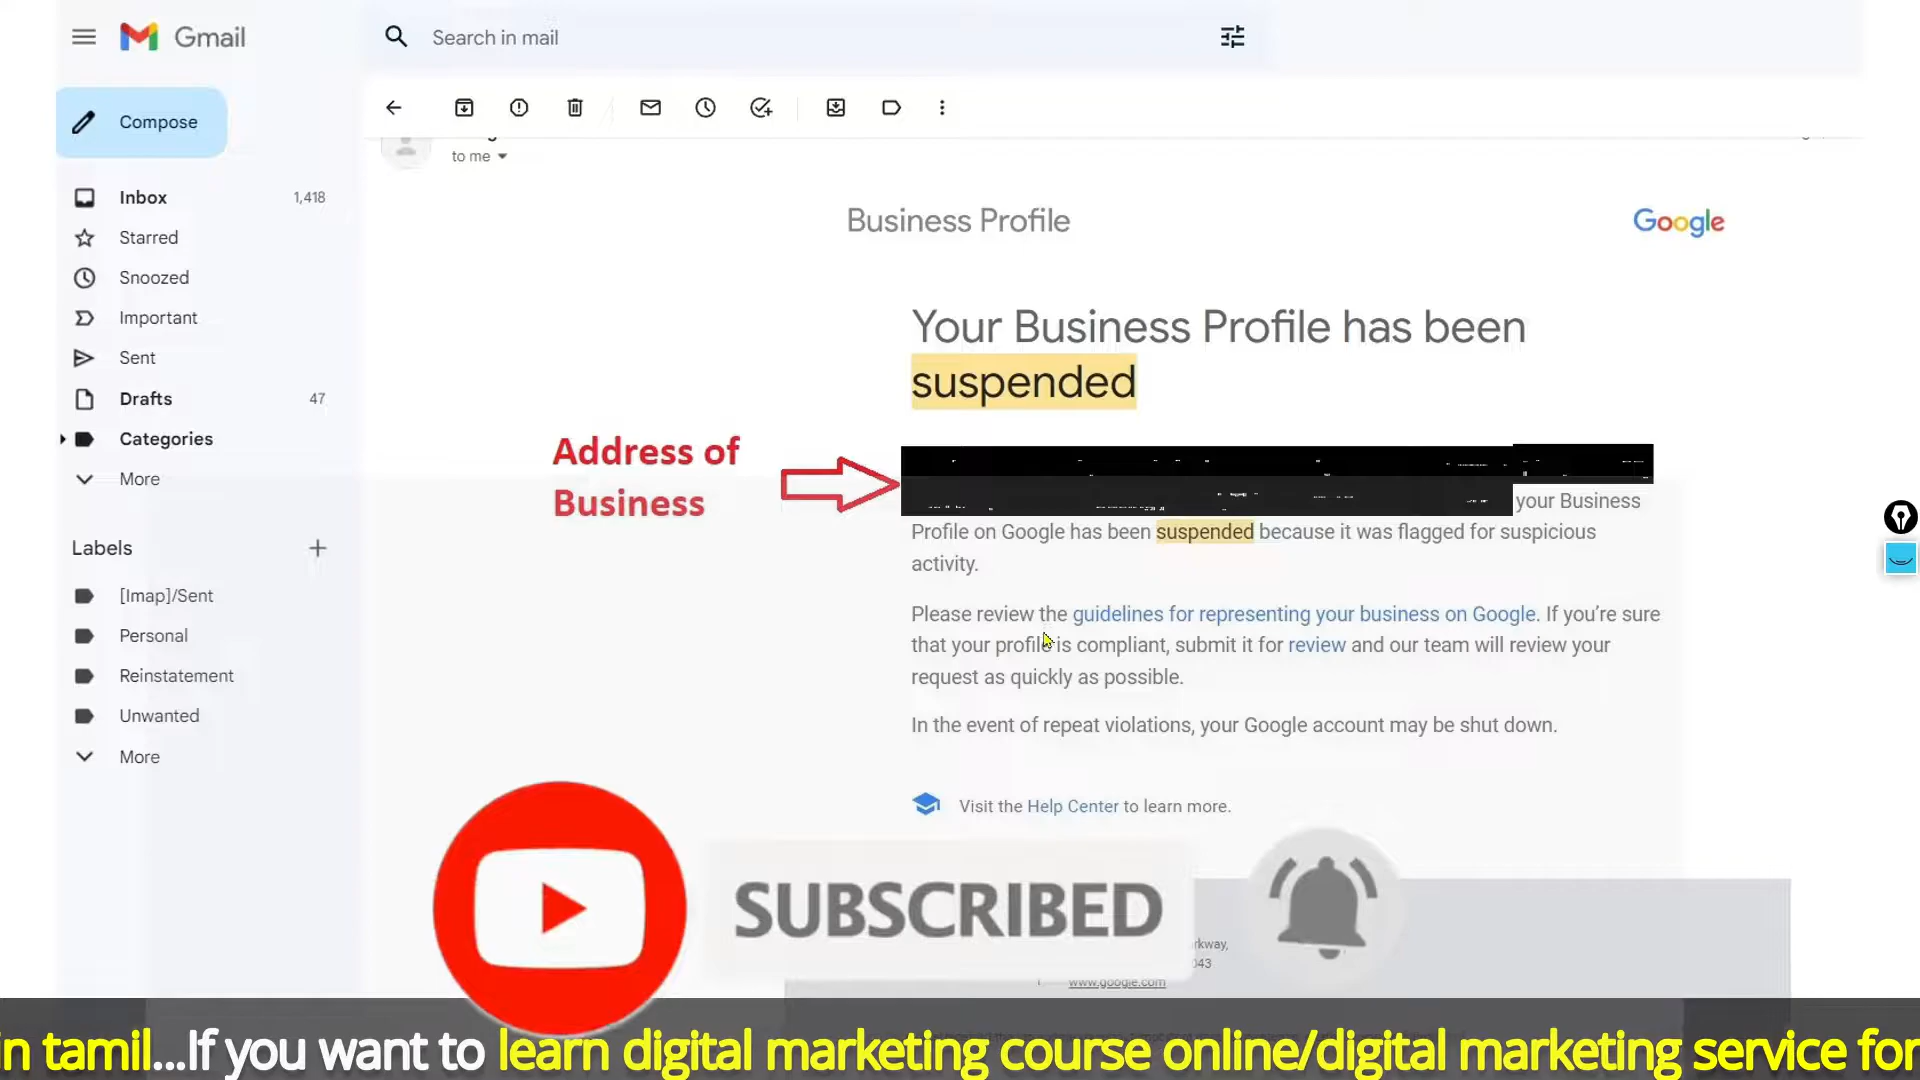 Gmail
Search in mail
Compose
to me
Inbox 1,418
Starred
Snoozed
Important
Sent
Drafts 47
Categories
More
Labels
[Imap]/Sent
Personal
Reinstatement
Unwanted
More
Business Profile
Google
Your Business Profile has been
suspended
Address of
Business
your Business
Profile on Google has been suspended because it was flagged for suspicious
activity.
Please review the guidelines for representing your business on Google. If you’re sure
that your profile is compliant, submit it for review and our team will review your
request as quickly as possible.
In the event of repeat violations, your Google account may be shut down.
Visit the Help Center to learn more.
SUBSCRIBED
rkway,
043
www.google.com
in tamil...If you want to learn digital marketing course online/digital marketing service for